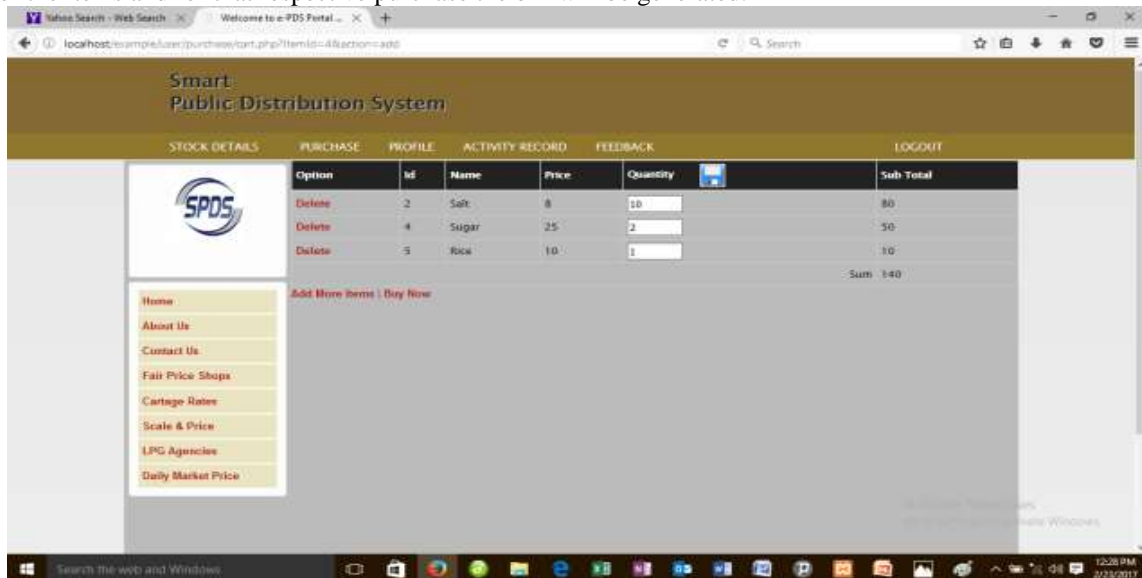 Yahoo Search - Web Search
Welcome to e-PDS Portal ...
localhost/example/user/purchase/cart.php?ItemId=4&action=add
Search
Smart
Public Distribution System
STOCK DETAILS PURCHASE PROFILE ACTIVITY RECORD FEEDBACK LOGOUT
SPDS
Option Id Name Price Quantity Sub Total
Delete 2 Salt 8 10 80
Delete 4 Sugar 25 2 50
Delete 5 Rice 10 1 10
Sum 140
Add More Items | Buy Now
Home
About Us
Contact Us
Fair Price Shops
Cartage Rates
Scale & Price
LPG Agencies
Daily Market Price
Search the web and Windows
12:28 PM
2/23/2017